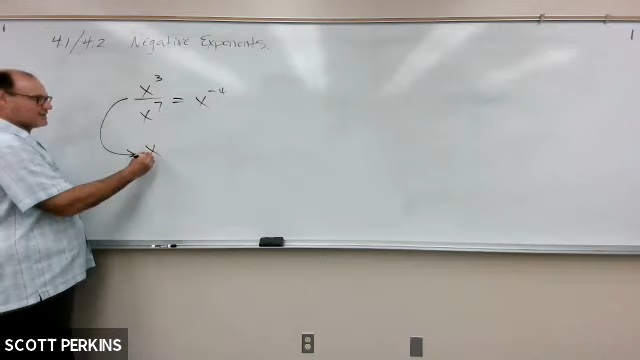 4.1/4.2 Negative Exponents.
x^3
—— = x^-4
x^7
x
SCOTT PERKINS